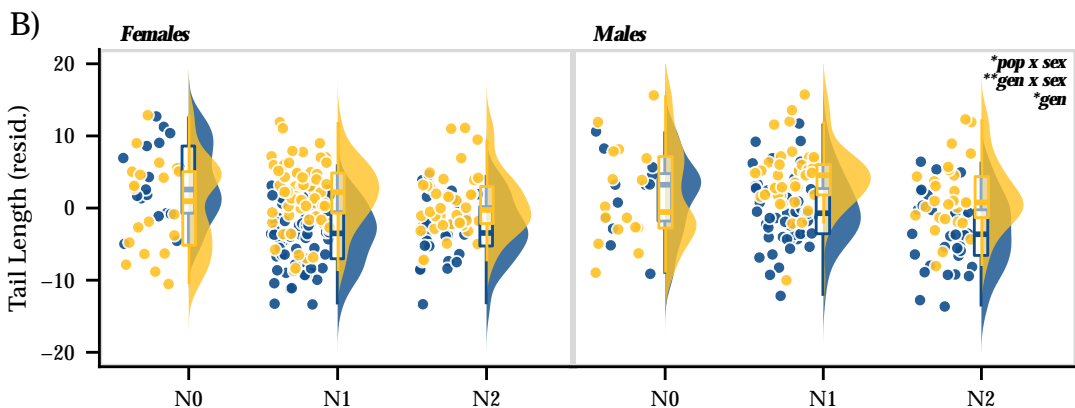 B)
Females
Males
*pop x sex
**gen x sex
*gen
Tail Length (resid.)
20
10
0
−10
−20
N0
N1
N2
N0
N1
N2